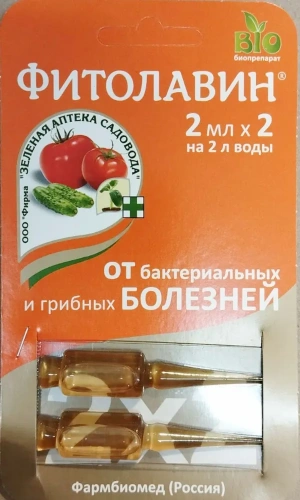 BIO
биопрепарат
ФИТОЛАВИН®
2 мл х 2
на 2 л воды
ООО "Фирма "ЗЕЛЕНАЯ АПТЕКА САДОВОДА"
ОТ бактериальных
и грибных БОЛЕЗНЕЙ
2x2
Фармбиомед (Россия)